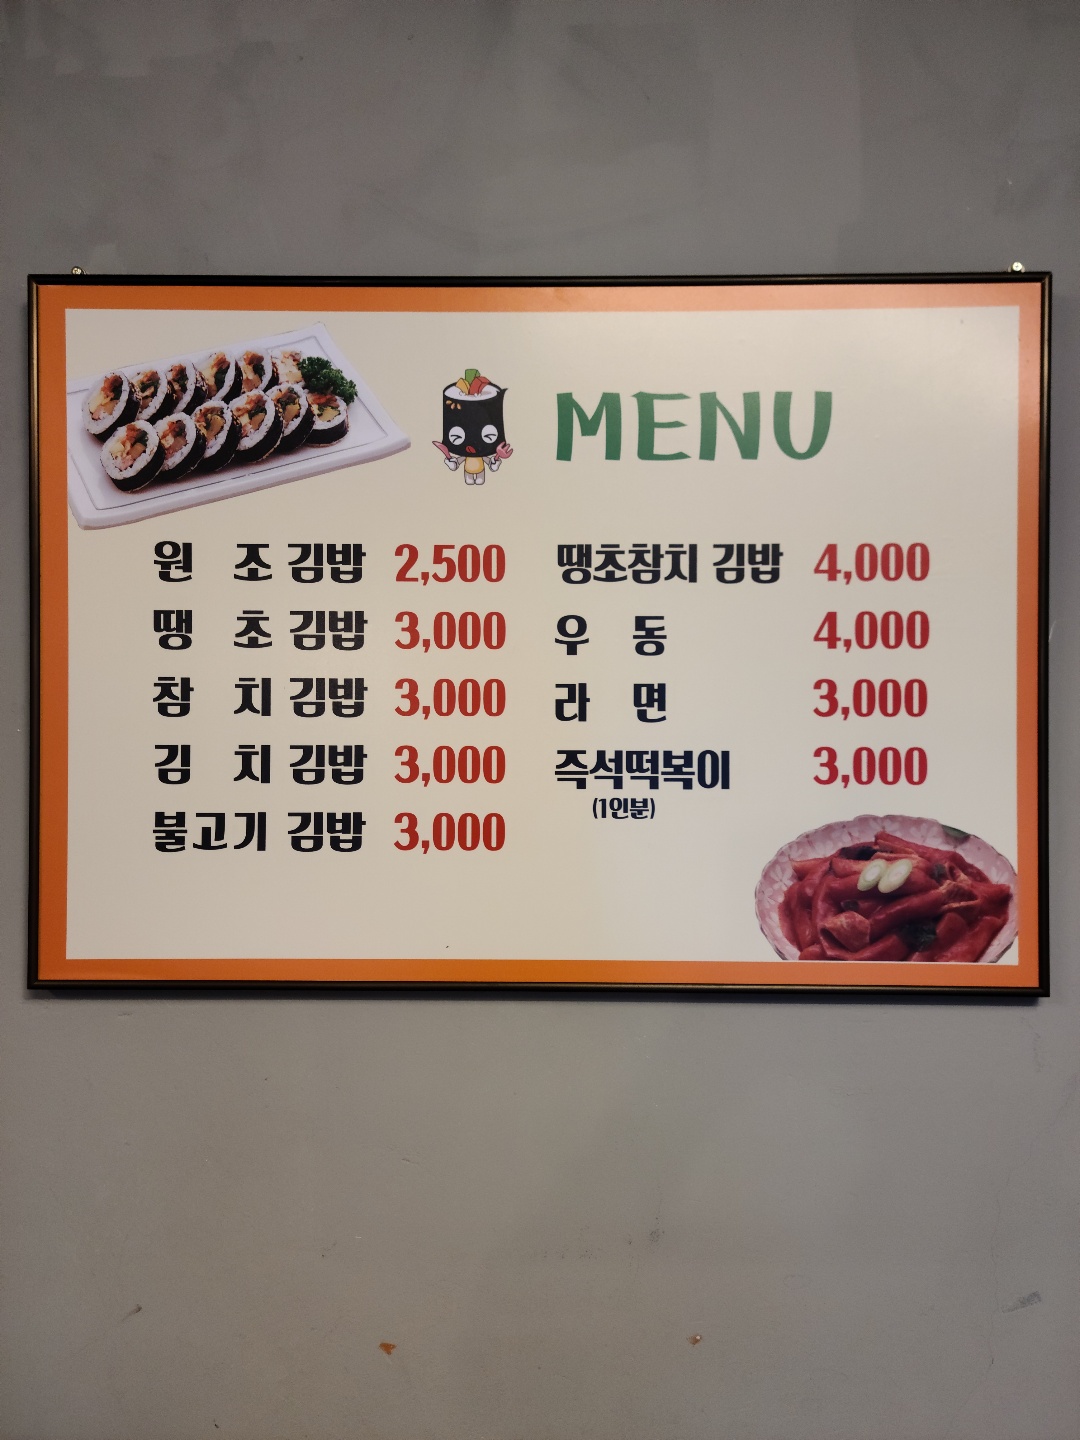 MENU
원 조 김밥 2,500
땡 초 김밥 3,000
참 치 김밥 3,000
김 치 김밥 3,000
불고기 김밥 3,000
땡초참치 김밥 4,000
우 동 4,000
라 면 3,000
즉석떡볶이 3,000
(1인분)